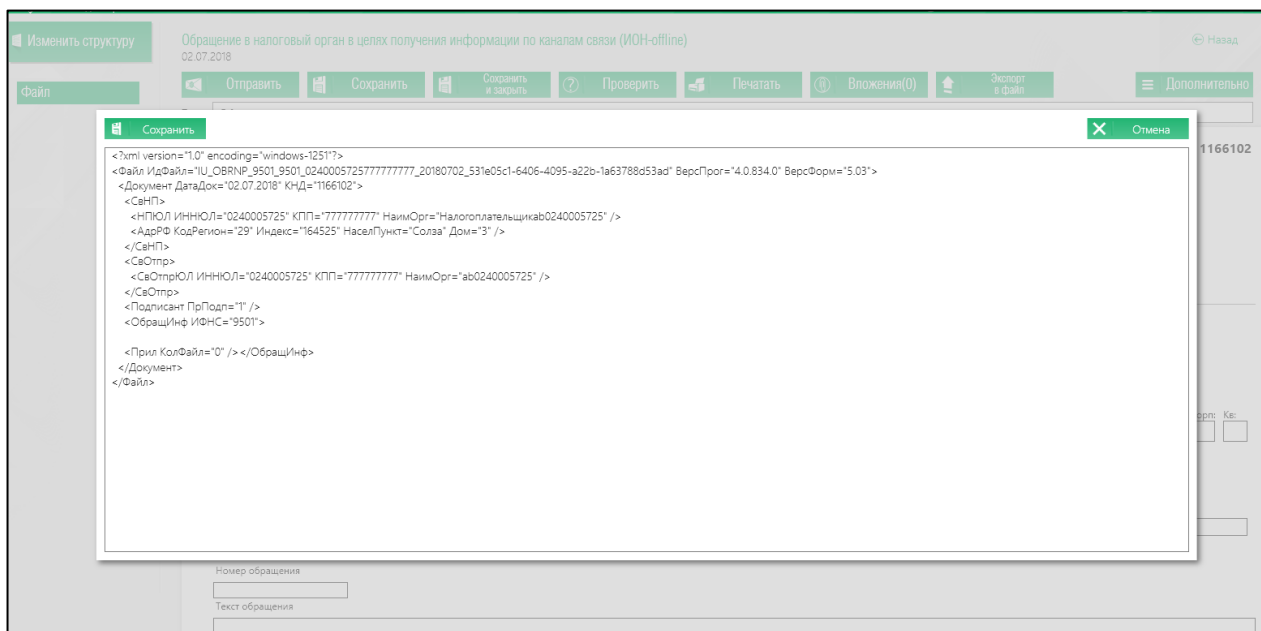 Изменить структуру
Обращение в налоговый орган в целях получения информации по каналам связи (ИОН-offline)
Назад
02.07.2018
Файл
Отправить
Сохранить
Сохранить
и закрыть
Проверить
Печатать
Вложения(0)
Экспорт
в файл
Дополнительно
Сохранить
Отмена
1166102
<?xml version="1.0" encoding="windows-1251"?>
<Файл ИдФайл="IU_OBRNP_9501_9501_0240005725777777777_20180702_531e05c1-6406-4095-a22b-1a63788d53ad" ВерсПрог="4.0.834.0" ВерсФорм="5.03">
<Документ ДатаДок="02.07.2018" КНД="1166102">
<СвНП>
<НПЮЛ ИННЮЛ="0240005725" КПП="777777777" НаимОрг="Налогоплательщикab0240005725" />
<АдрРФ КодРегион="29" Индекс="164525" НаселПункт="Солза" Дом="3" />
</СвНП>
<СвОтпр>
<СвОтпрЮЛ ИННЮЛ="0240005725" КПП="777777777" НаимОрг="ab0240005725" />
</СвОтпр>
<Подписант ПрПодп="1" />
<ОбращИнф ИФНС="9501">
<Прил КолФайл="0" /></ОбращИнф>
</Документ>
</Файл>
орп: Кв:
Номер обращения
Текст обращения